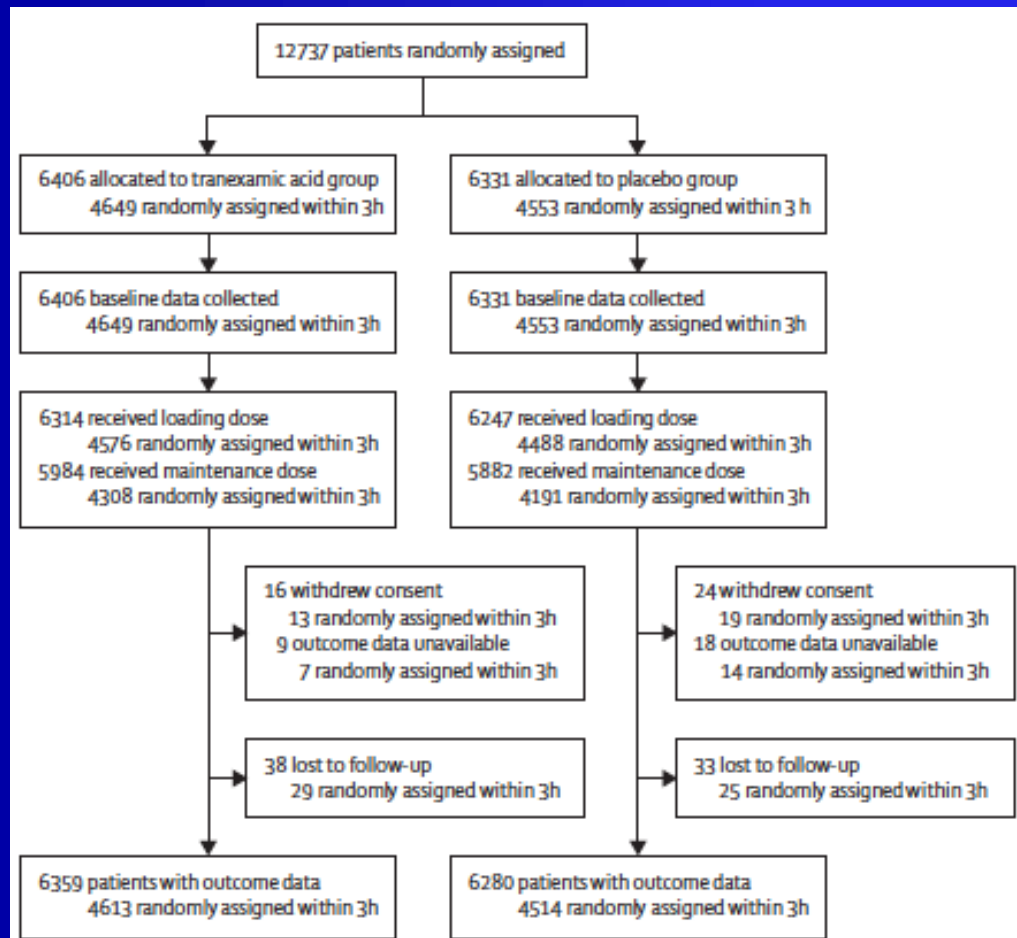 12737 patients randomly assigned
6406 allocated to tranexamic acid group
4649 randomly assigned within 3h
6331 allocated to placebo group
4553 randomly assigned within 3 h
6406 baseline data collected
4649 randomly assigned within 3h
6331 baseline data collected
4553 randomly assigned within 3h
6314 received loading dose
4576 randomly assigned within 3h
5984 received maintenance dose
4308 randomly assigned within 3h
6247 received loading dose
4488 randomly assigned within 3h
5882 received maintenance dose
4191 randomly assigned within 3h
16 withdrew consent
13 randomly assigned within 3h
9 outcome data unavailable
7 randomly assigned within 3h
24 withdrew consent
19 randomly assigned within 3h
18 outcome data unavailable
14 randomly assigned within 3h
38 lost to follow-up
29 randomly assigned within 3h
33 lost to follow-up
25 randomly assigned within 3h
6359 patients with outcome data
4613 randomly assigned within 3h
6280 patients with outcome data
4514 randomly assigned within 3h